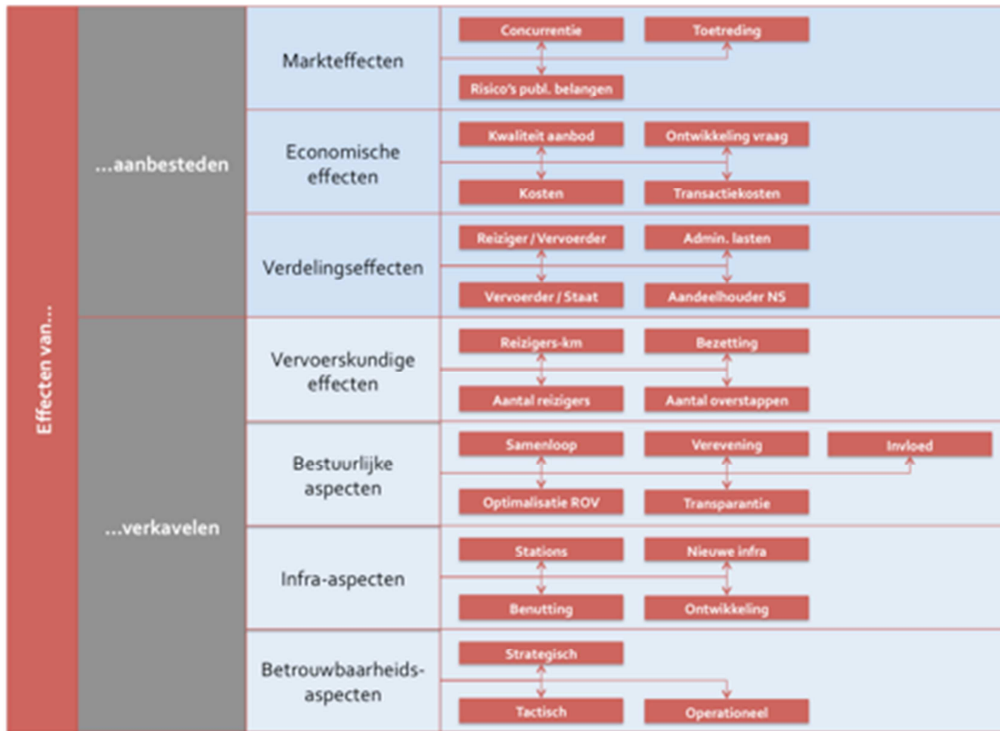 Effecten van...
...aanbesteden
Markteffecten
Concurrentie
Toetreding
Risico's publ. belangen
Economische
effecten
Kwaliteit aanbod
Ontwikkeling vraag
Kosten
Transactiekosten
Verdelingseffecten
Reiziger / Vervoerder
Admin. lasten
Vervoerder / Staat
Aandeelhouder NS
...verkavelen
Vervoerskundige
effecten
Reizigers-km
Bezetting
Aantal reizigers
Aantal overstappen
Bestuurlijke
aspecten
Samenloop
Verevening
Invloed
Optimalisatie ROV
Transparantie
Infra-aspecten
Stations
Nieuwe infra
Benutting
Ontwikkeling
Betrouwbaarheids-
aspecten
Strategisch
Tactisch
Operationeel